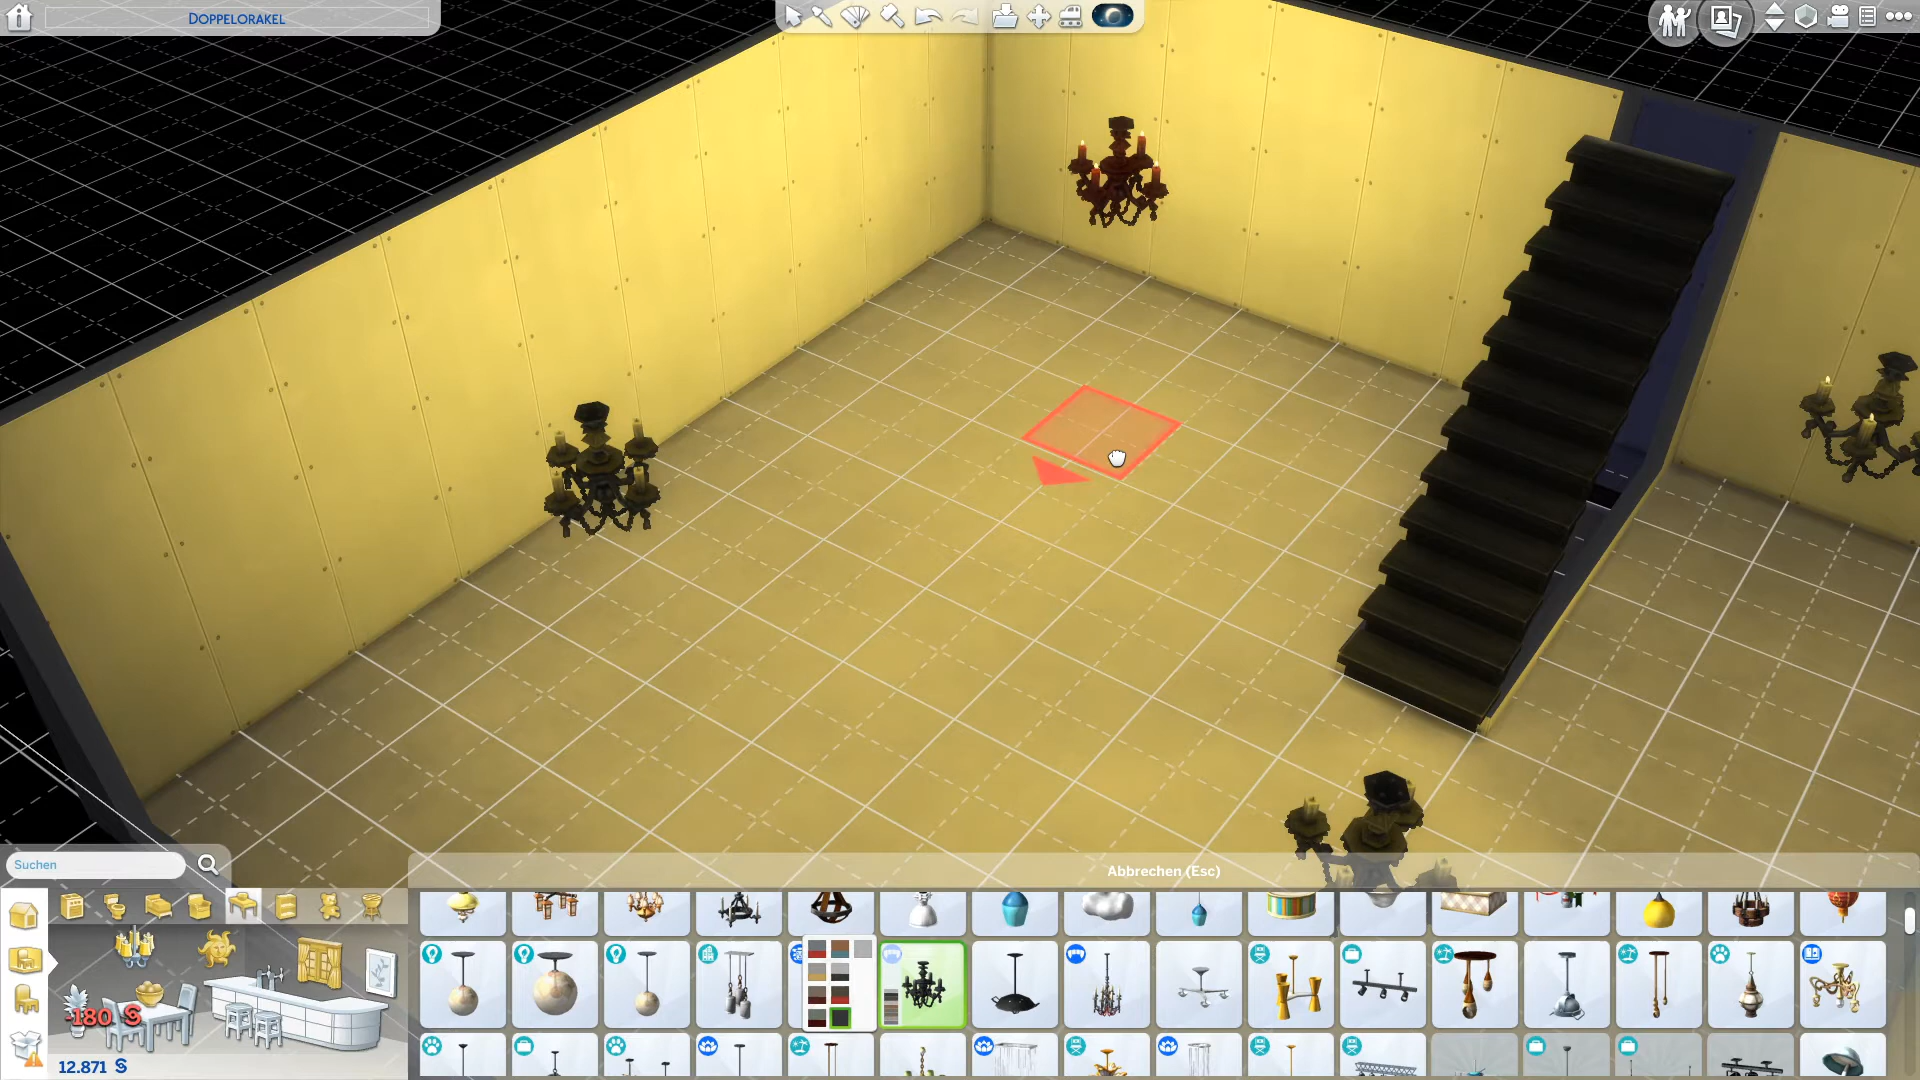 Doppelorakel
Suchen
Abbrechen (Esc)
-180 S
12.871 S